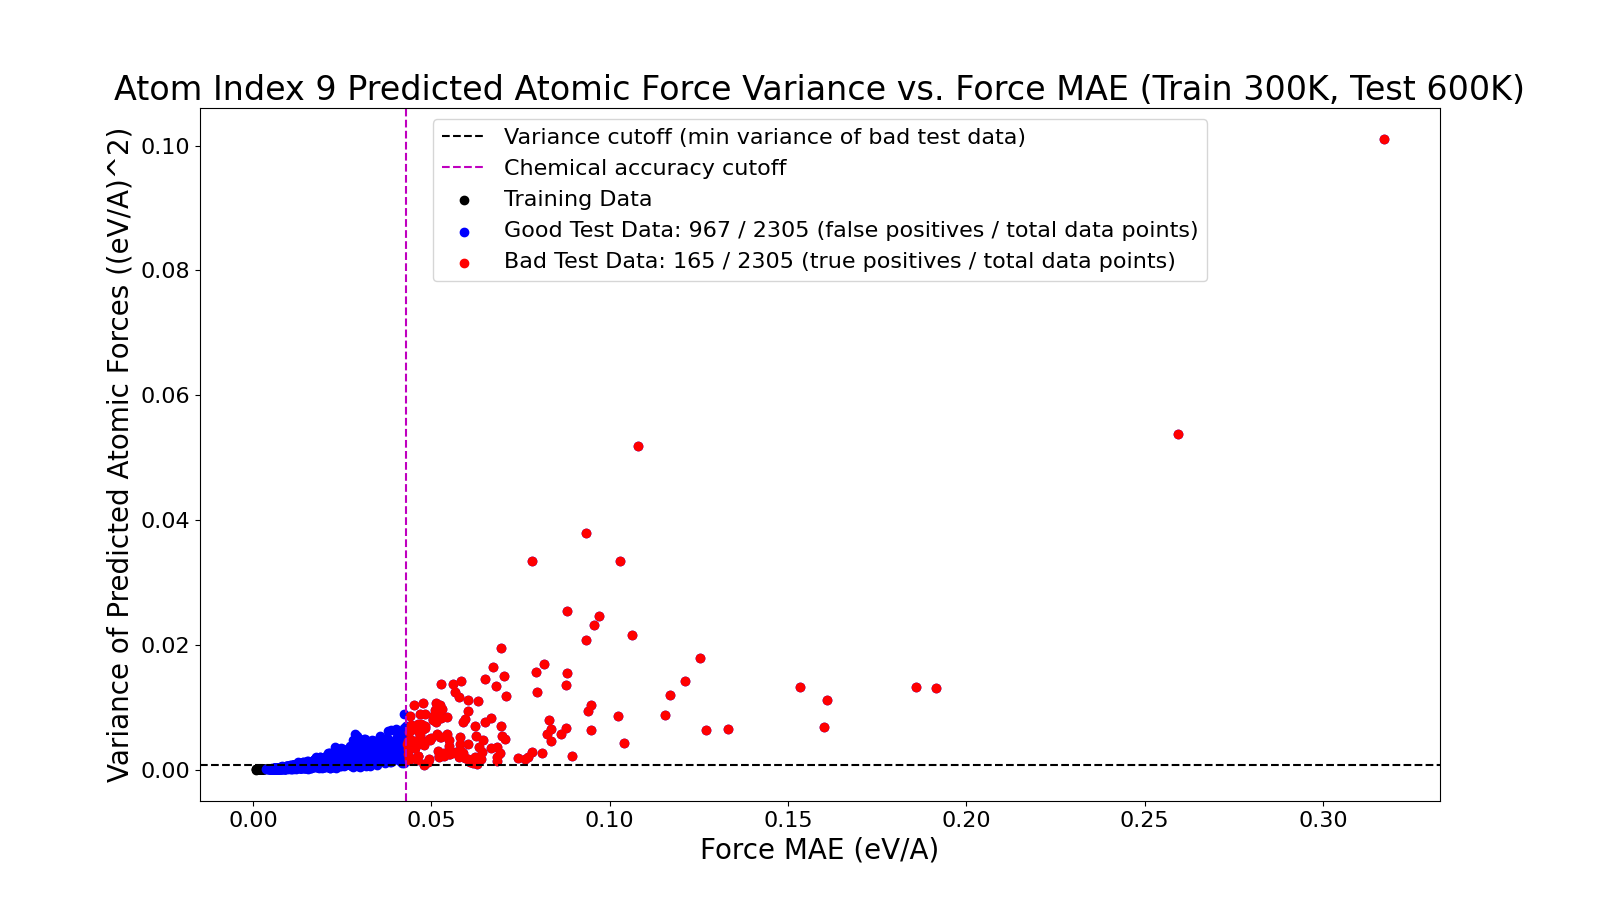 Atom Index 9 Predicted Atomic Force Variance vs. Force MAE (Train 300K, Test 600K)
Variance of Predicted Atomic Forces ((eV/A)^2)
0.10
0.08
0.06
0.04
0.02
0.00
Variance cutoff (min variance of bad test data)
Chemical accuracy cutoff
Training Data
Good Test Data: 967 / 2305 (false positives / total data points)
Bad Test Data: 165 / 2305 (true positives / total data points)
0.00 0.05 0.10 0.15 0.20 0.25 0.30
Force MAE (eV/A)